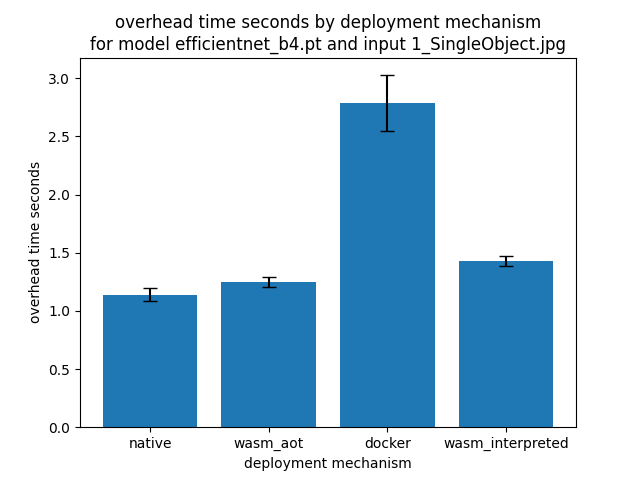 overhead time seconds by deployment mechanism
for model efficientnet_b4.pt and input 1_SingleObject.jpg
overhead time seconds
3.0
2.5
2.0
1.5
1.0
0.5
0.0
native wasm_aot docker wasm_interpreted
deployment mechanism